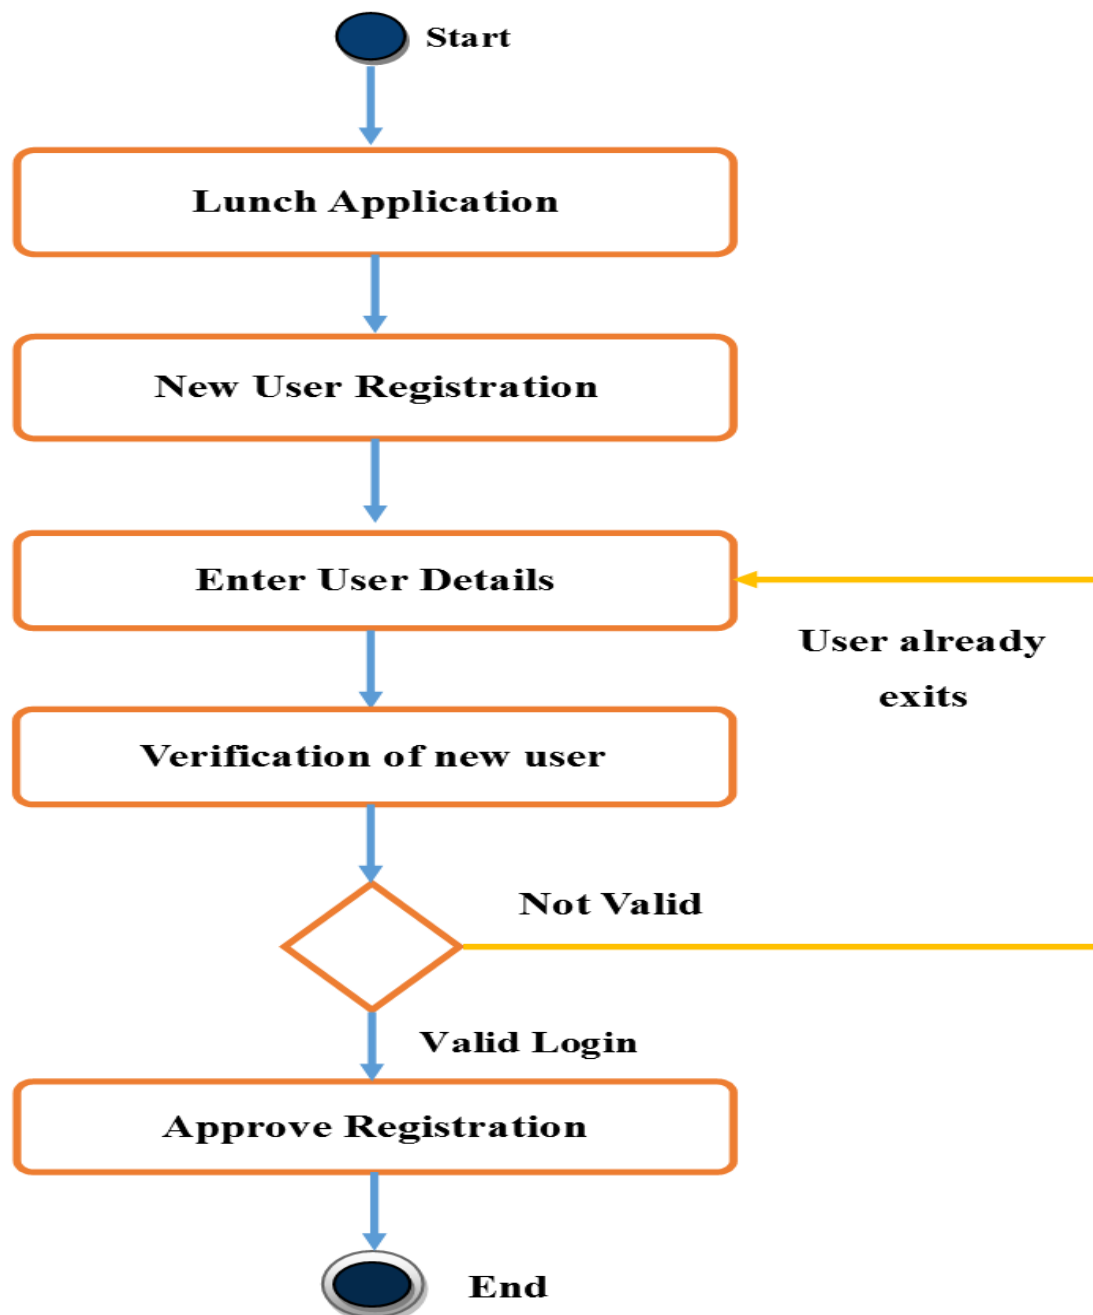 Start
Lunch Application
New User Registration
Enter User Details
User already
exits
Verification of new user
Not Valid
Valid Login
Approve Registration
End